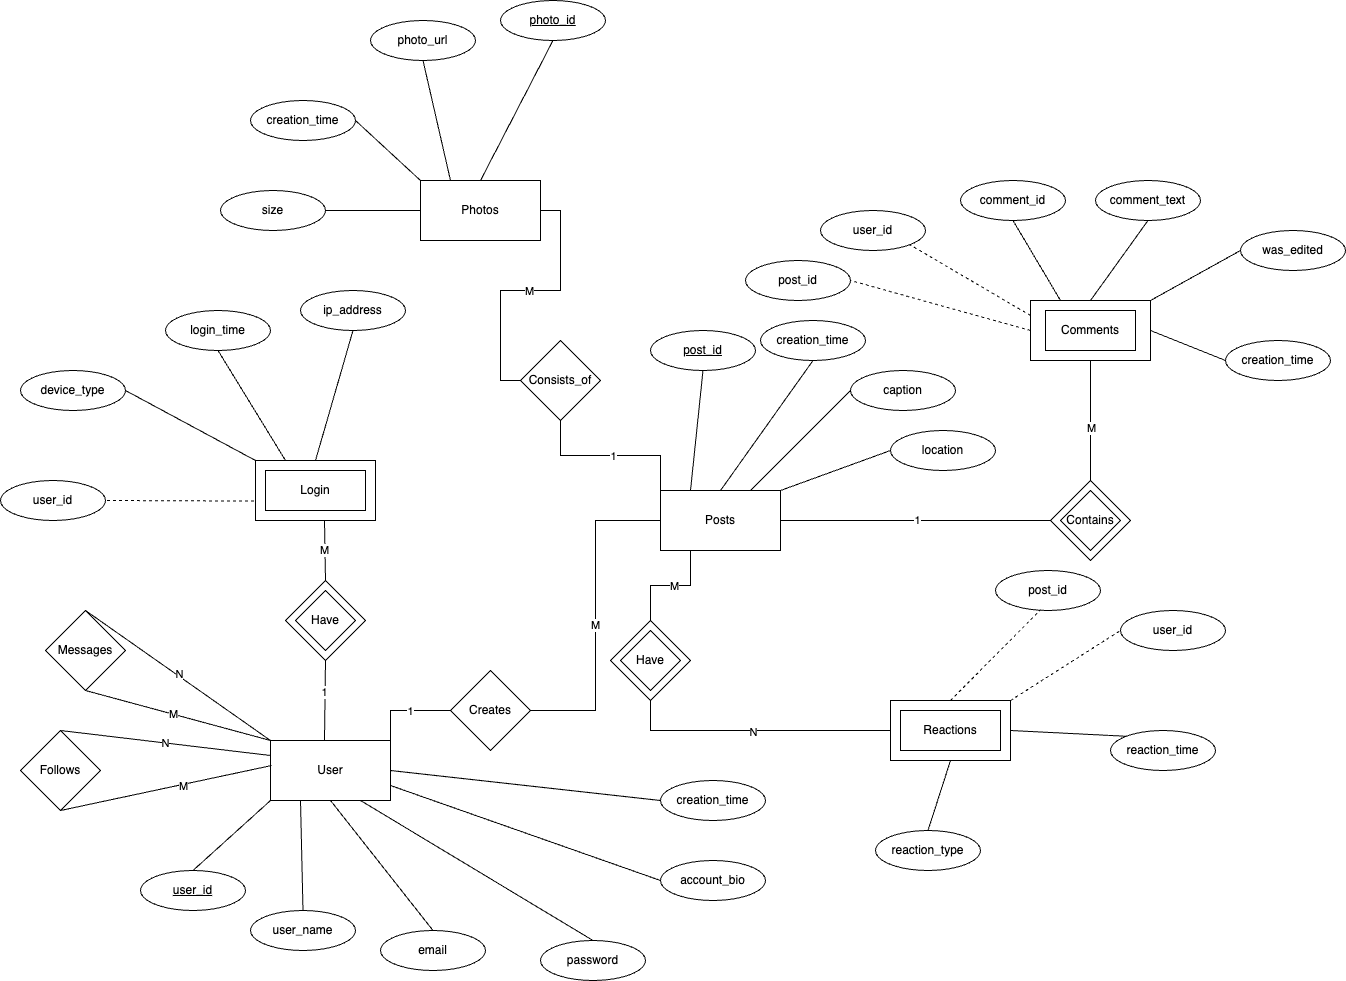 photo_id
photo_url
creation_time
size
Photos
M
Consists_of
1
comment_id
comment_text
user_id
was_edited
post_id
Comments
creation_time
M
Contains
1
post_id
creation_time
caption
location
Posts
ip_address
login_time
device_type
Login
user_id
M
Have
1
Messages
N
M
Follows
N
M
User
1
Creates
M
M
Have
N
post_id
user_id
Reactions
reaction_time
reaction_type
creation_time
account_bio
user_id
user_name
email
password